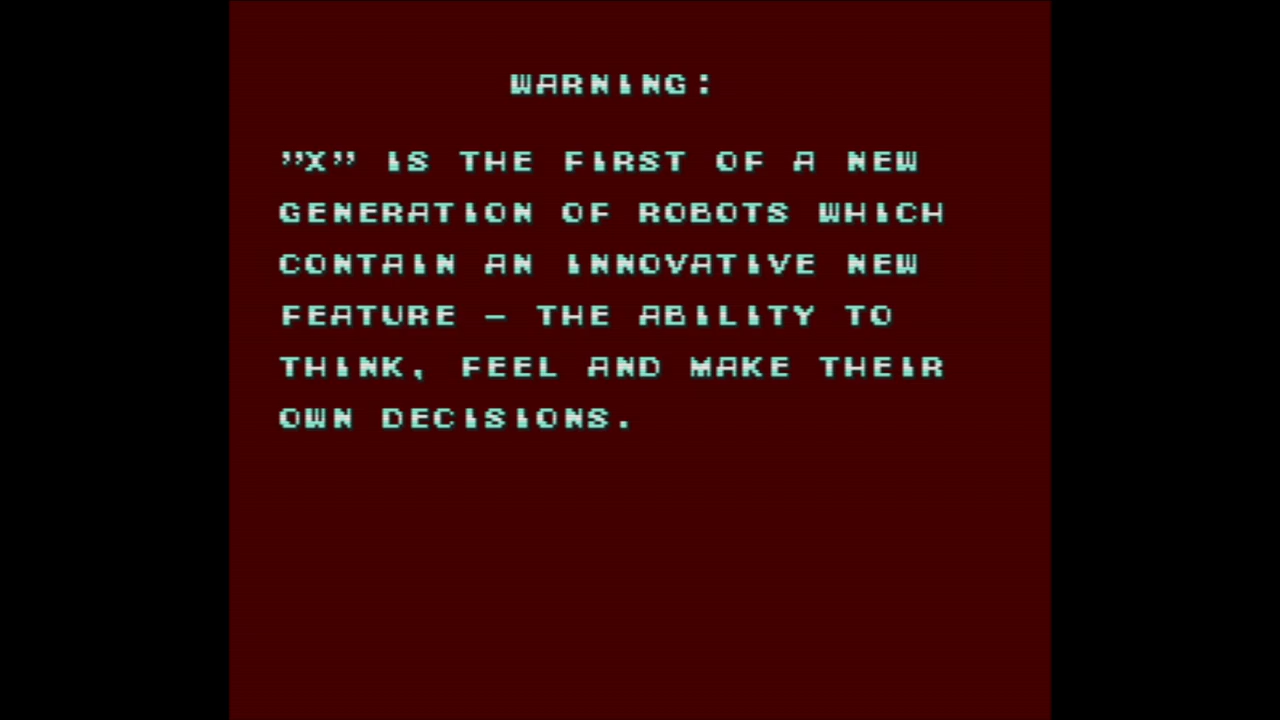 WARNING:
"X" IS THE FIRST OF A NEW
GENERATION OF ROBOTS WHICH
CONTAIN AN INNOVATIVE NEW
FEATURE – THE ABILITY TO
THINK, FEEL AND MAKE THEIR
OWN DECISIONS.